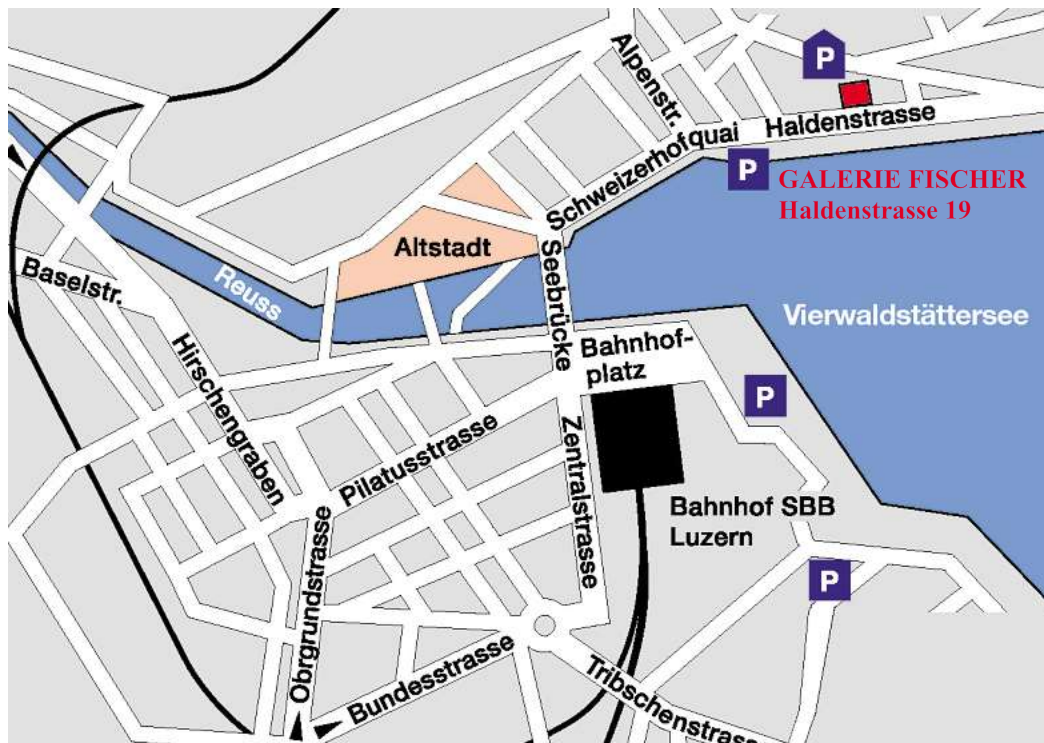 P
Alpenstr.
Haldenstrasse
Schweizerhofquai
P
GALERIE FISCHER
Haldenstrasse 19
Altstadt
Seebrücke
Reuss
Baselstr.
Vierwaldstättersee
Hirschengraben
Bahnhof-
platz
P
Pilatusstrasse
Zentralstrasse
Bahnhof SBB
Luzern
Obrgrundstrasse
P
Bundesstrasse
Tribschenstrasse